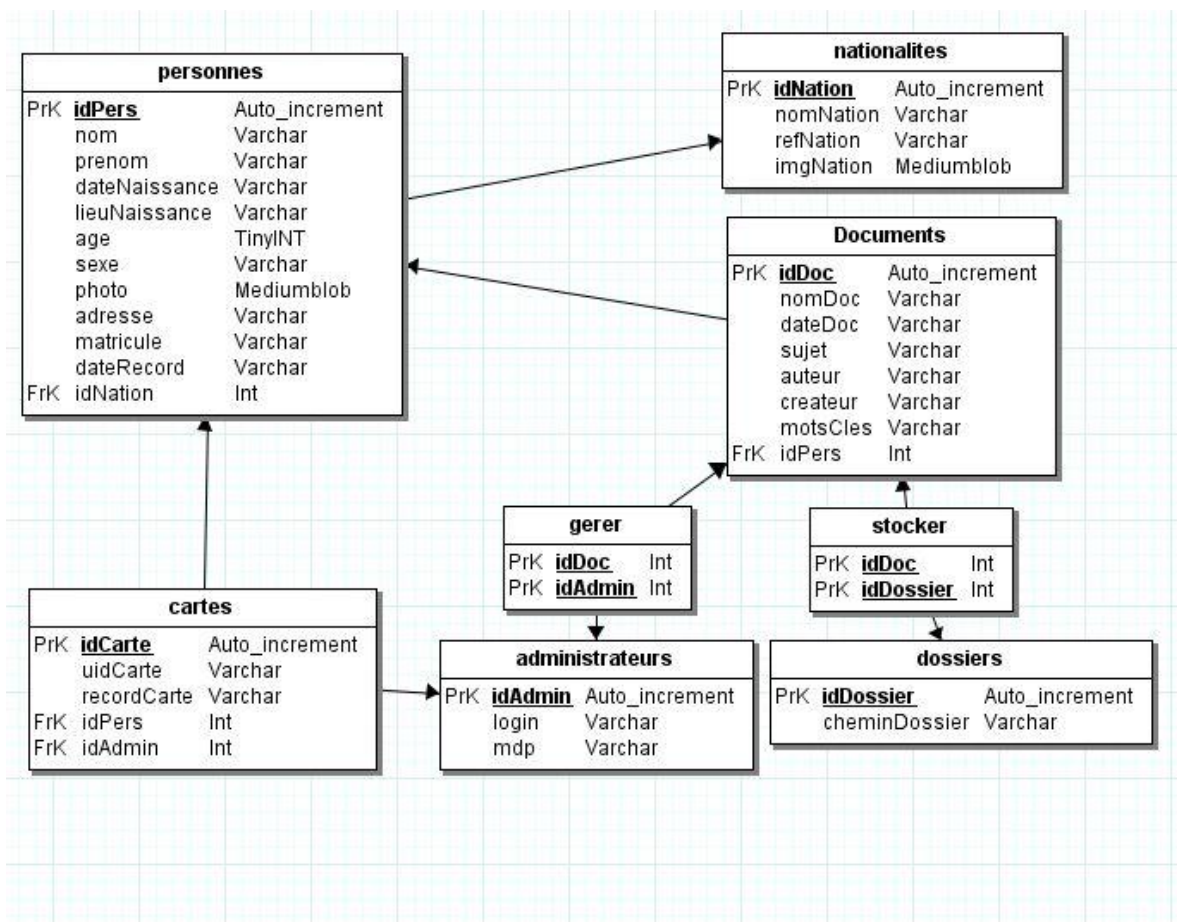 personnes
PrK idPers Auto_increment
nom Varchar
prenom Varchar
dateNaissance Varchar
lieuNaissance Varchar
age TinyINT
sexe Varchar
photo Mediumblob
adresse Varchar
matricule Varchar
dateRecord Varchar
FrK idNation Int
nationalites
PrK idNation Auto_increment
nomNation Varchar
refNation Varchar
imgNation Mediumblob
Documents
PrK idDoc Auto_increment
nomDoc Varchar
dateDoc Varchar
sujet Varchar
auteur Varchar
createur Varchar
motsCles Varchar
FrK idPers Int
gerer
PrK idDoc Int
PrK idAdmin Int
stocker
PrK idDoc Int
PrK idDossier Int
cartes
PrK idCarte Auto_increment
uidCarte Varchar
recordCarte Varchar
FrK idPers Int
FrK idAdmin Int
administrateurs
PrK idAdmin Auto_increment
login Varchar
mdp Varchar
dossiers
PrK idDossier Auto_increment
cheminDossier Varchar